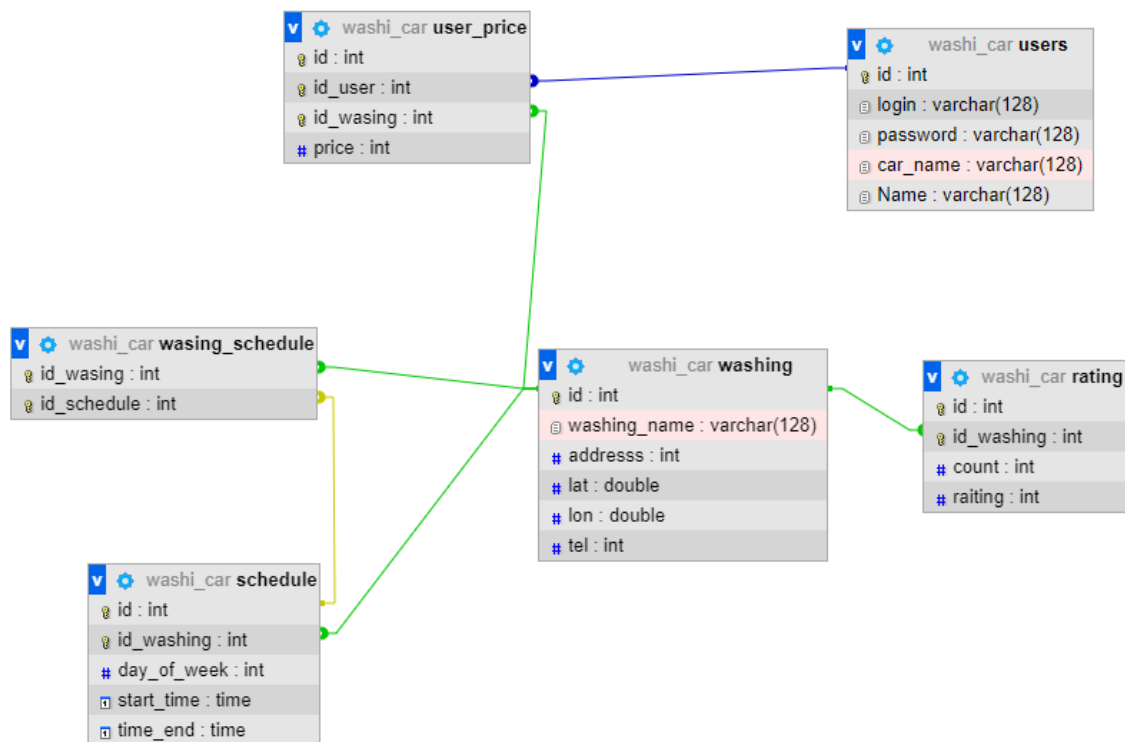 v washi_car user_price
id : int
id_user : int
id_wasing : int
# price : int
v washi_car users
id : int
login : varchar(128)
password : varchar(128)
car_name : varchar(128)
Name : varchar(128)
v washi_car wasing_schedule
id_wasing : int
id_schedule : int
v washi_car washing
id : int
washing_name : varchar(128)
# addresss : int
# lat : double
# lon : double
# tel : int
v washi_car rating
id : int
id_washing : int
# count : int
# raiting : int
v washi_car schedule
id : int
id_washing : int
# day_of_week : int
start_time : time
time_end : time